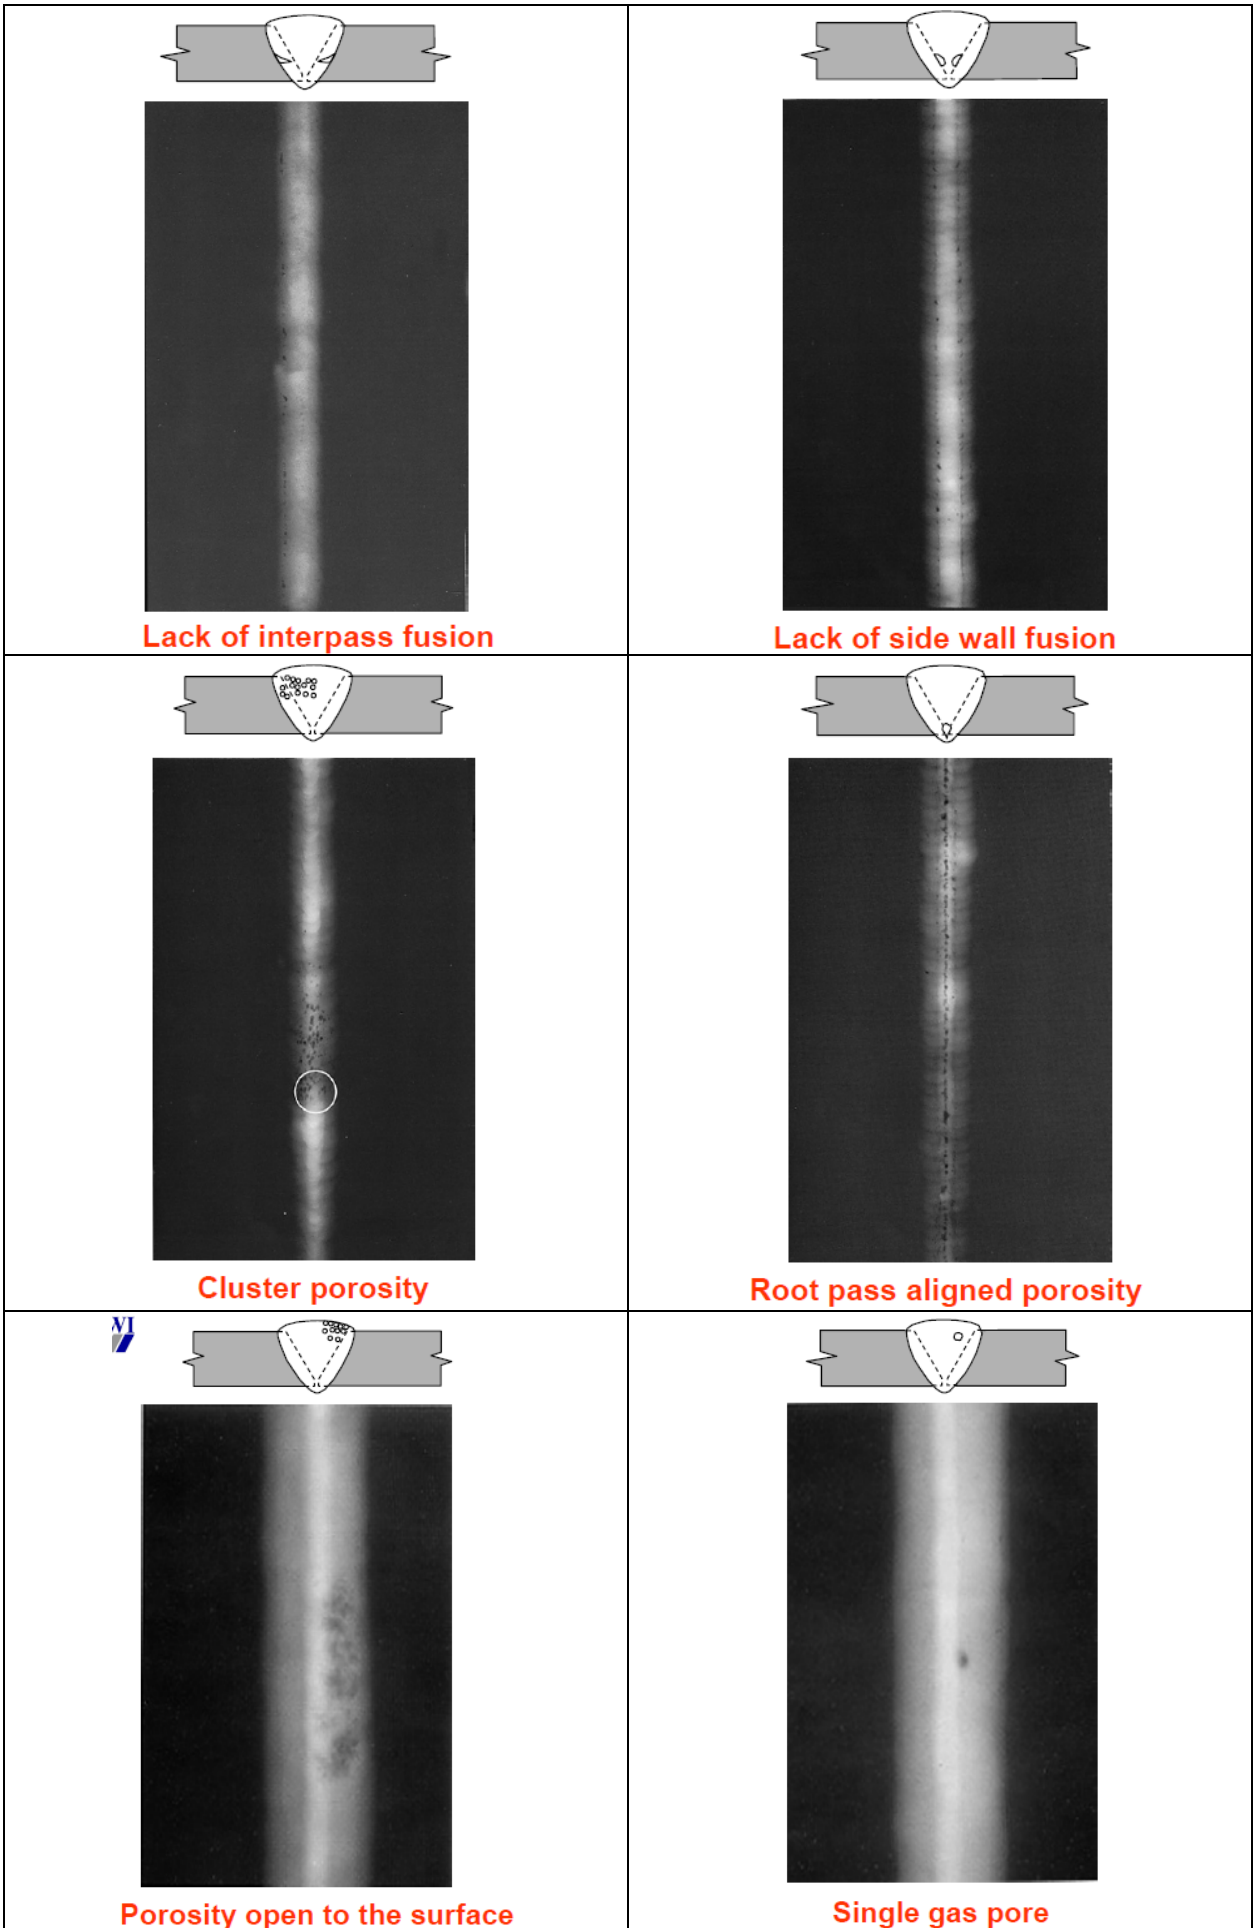 Lack of interpass fusion
Lack of side wall fusion
Cluster porosity
Root pass aligned porosity
Porosity open to the surface
Single gas pore